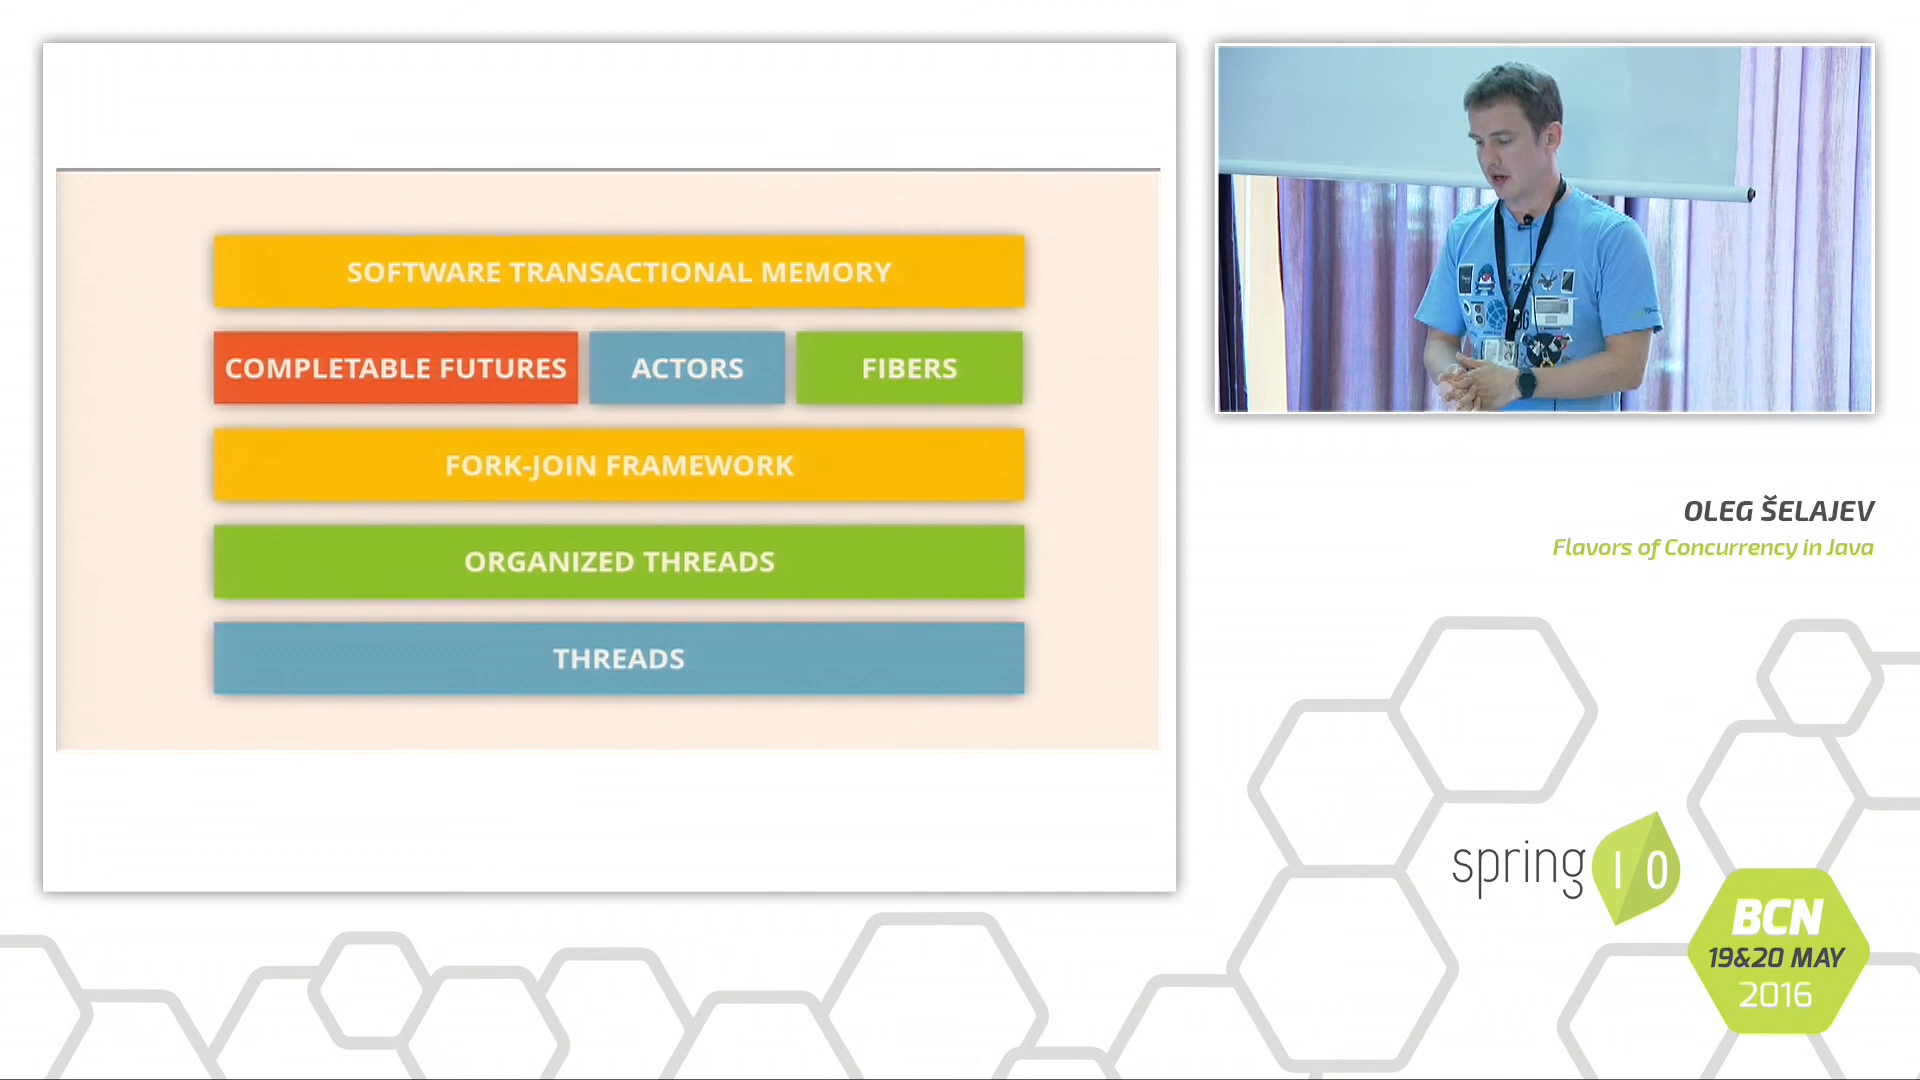 SOFTWARE TRANSACTIONAL MEMORY
COMPLETABLE FUTURES
ACTORS
FIBERS
FORK-JOIN FRAMEWORK
ORGANIZED THREADS
THREADS
OLEG ŠELAJEV
Flavors of Concurrency in Java
spring I O
BCN
19&20 MAY
2016